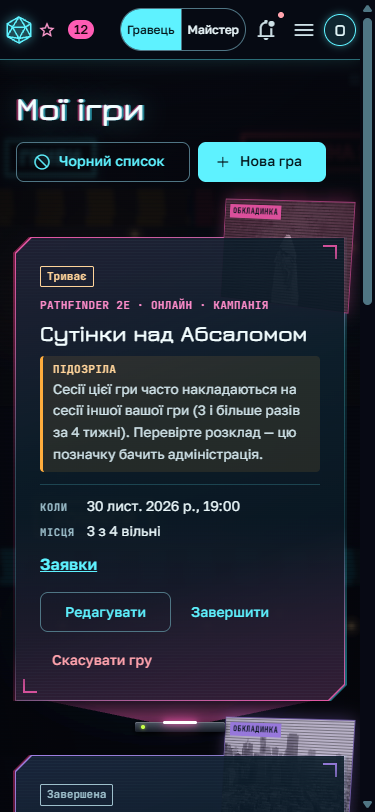 12
Гравець
Майстер
О
Мої ігри
Чорний список
Нова гра
ОБКЛАДИНКА
Триває
PATHFINDER 2E · ОНЛАЙН · КАМПАНІЯ
Сутінки над Абсаломом
ПІДОЗРІЛА
Сесії цієї гри часто накладаються на
сесії іншої вашої гри (3 і більше разів
за 4 тижні). Перевірте розклад — цю
позначку бачить адміністрація.
КОЛИ 30 лист. 2026 р., 19:00
МІСЦЯ 3 з 4 вільні
Заявки
Редагувати
Завершити
Скасувати гру
ОБКЛАДИНКА
Завершена